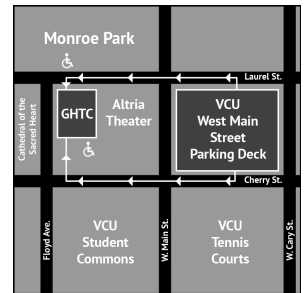 Monroe Park
Laurel St.
Cathedral of the
Sacred Heart
GHTC
Altria
Theater
VCU
West Main
Street
Parking Deck
Cherry St.
Floyd Ave.
VCU
Student
Commons
W. Main St.
VCU
Tennis
Courts
W. Cary St.